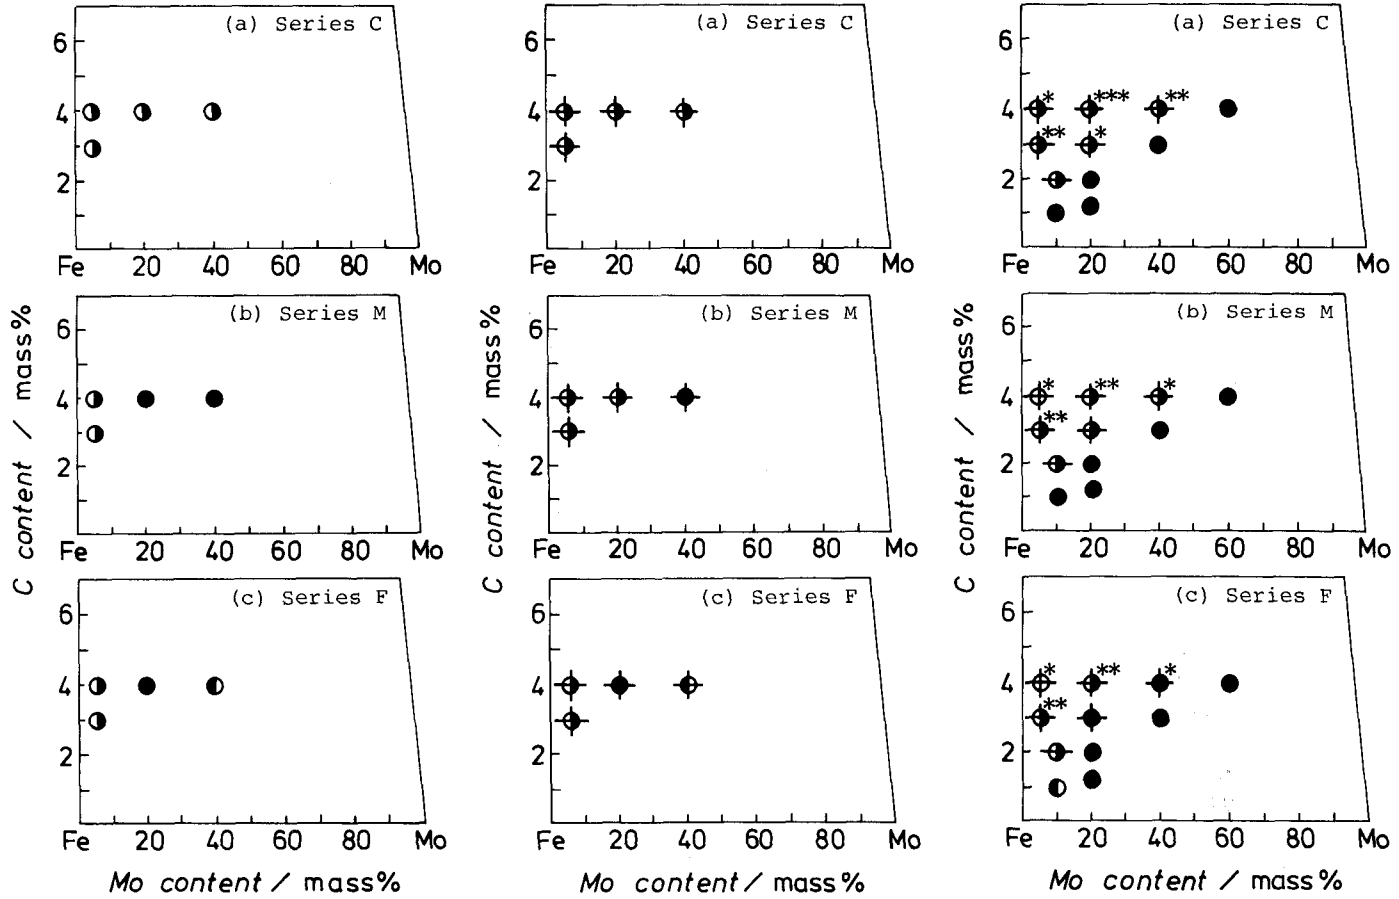 (a) Series C
6
4
2
Fe 20 40 60 80 Mo
(b) Series M
6
4
2
Fe 20 40 60 80 Mo
(c) Series F
6
4
2
Fe 20 40 60 80 Mo
C content / mass%
Mo content / mass%
(a) Series C
6
4
2
Fe 20 40 60 80 Mo
(b) Series M
6
4
2
Fe 20 40 60 80 Mo
(c) Series F
6
4
2
Fe 20 40 60 80 Mo
C content / mass%
Mo content / mass%
(a) Series C
6
* *** **
4
** *
2
Fe 20 40 60 80 Mo
(b) Series M
6
* ** *
4
**
2
Fe 20 40 60 80 Mo
(c) Series F
6
* ** *
4
**
2
Fe 20 40 60 80 Mo
C content / mass%
Mo content / mass%